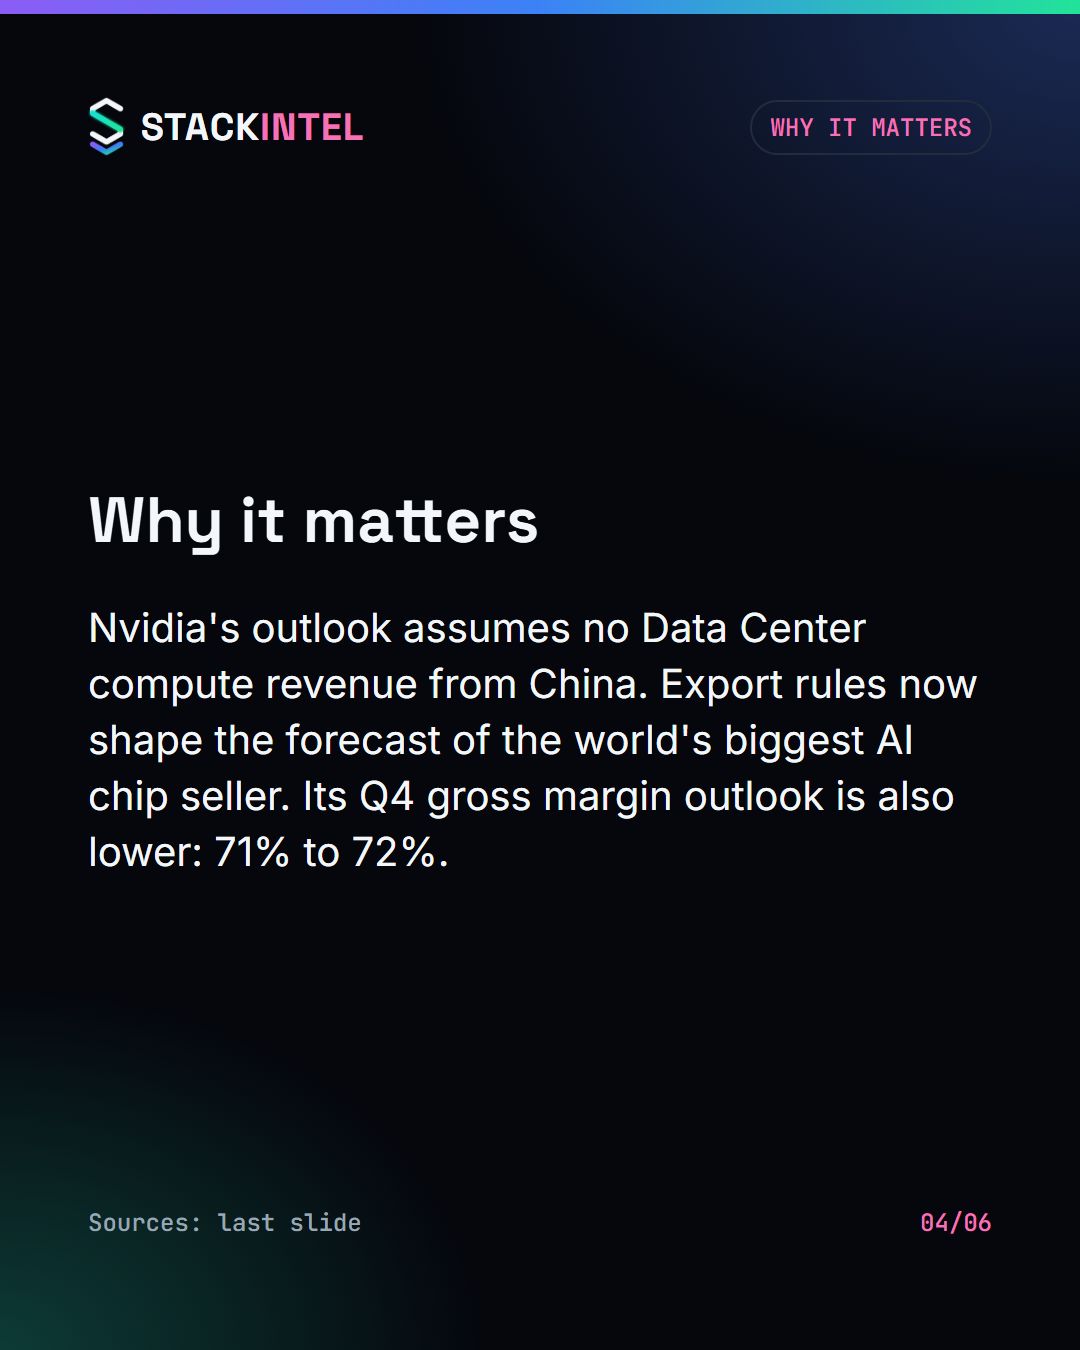 STACKINTEL
WHY IT MATTERS
Why it matters
Nvidia's outlook assumes no Data Center
compute revenue from China. Export rules now
shape the forecast of the world's biggest AI
chip seller. Its Q4 gross margin outlook is also
lower: 71% to 72%.
Sources: last slide
04/06